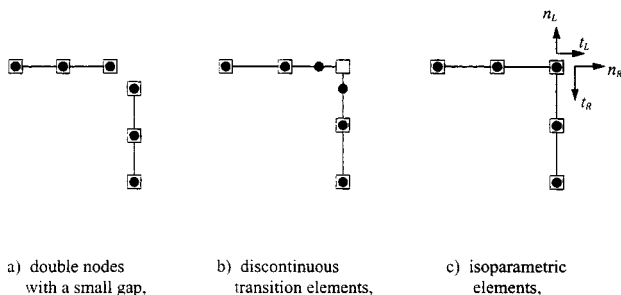 n_L
t_L
n_R
t_R
a) double nodes
with a small gap,
b) discontinuous
transition elements,
c) isoparametric
elements,